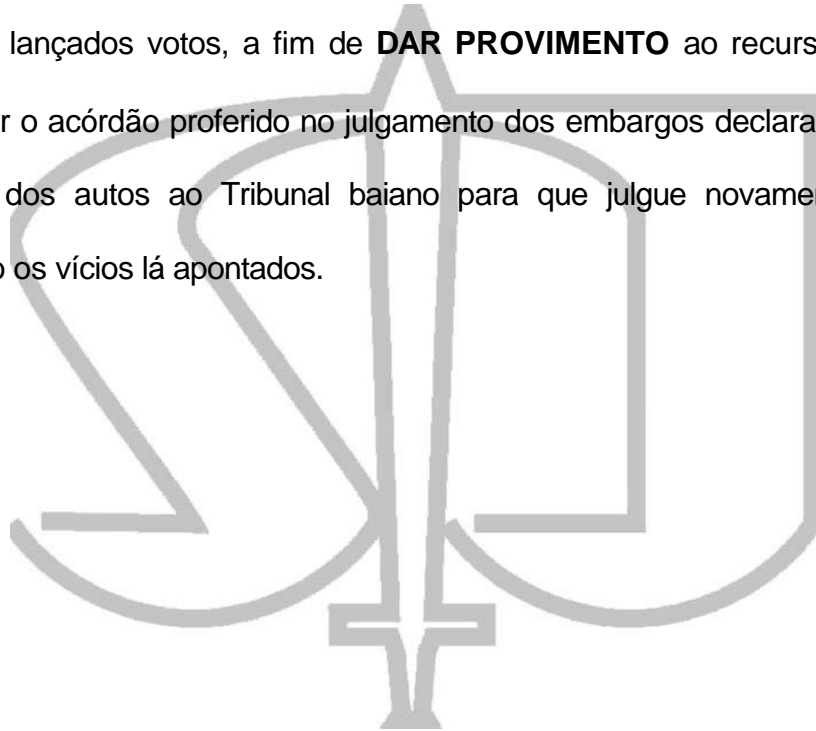 lançados votos, a fim de DAR PROVIMENTO ao recurs
r o acórdão proferido no julgamento dos embargos declara
dos autos ao Tribunal baiano para que julgue novame
o os vícios lá apontados.